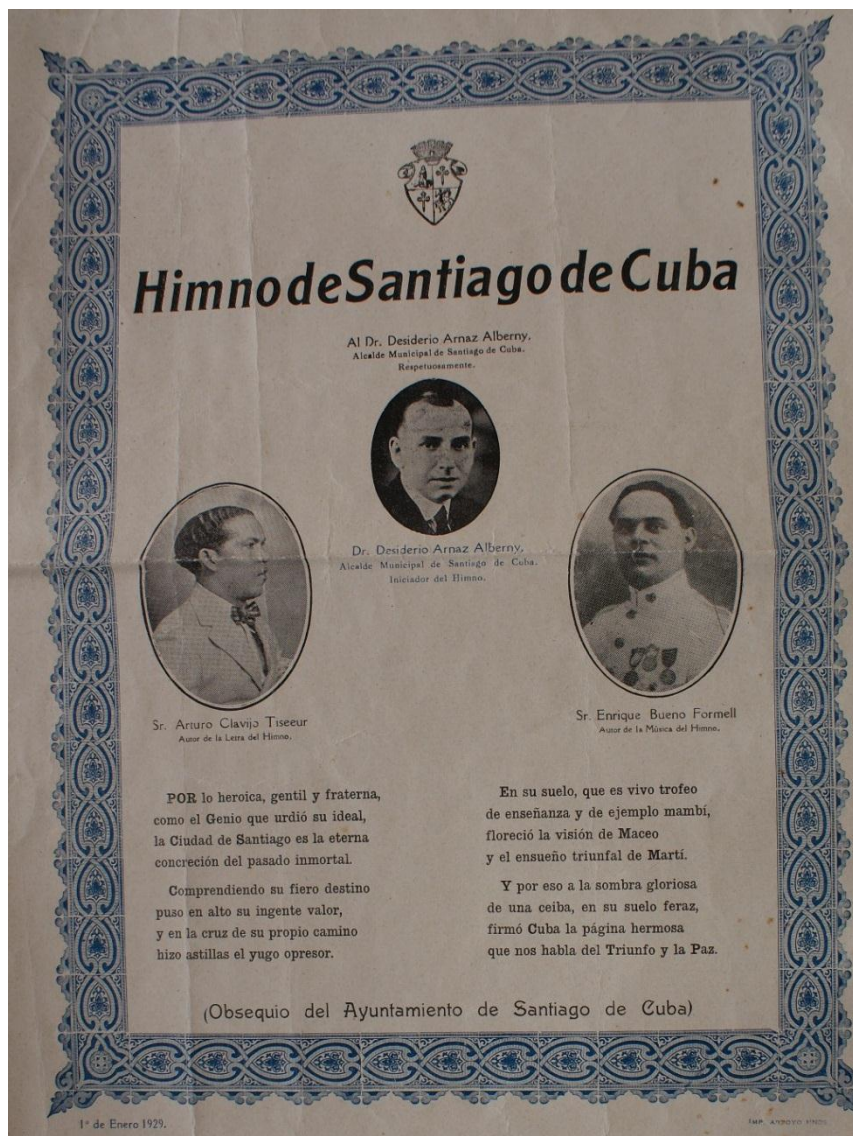 Himno de Santiago de Cuba
Al Dr. Desiderio Arnaz Alberny,
Alcalde Municipal de Santiago de Cuba.
Respetuosamente.
Dr. Desiderio Arnaz Alberny,
Alcalde Municipal de Santiago de Cuba.
Iniciador del Himno.
Sr. Arturo Clavijo Tiseeur
Autor de la Letra del Himno.
Sr. Enrique Bueno Formell
Autor de la Música del Himno.
POR lo heroica, gentil y fraterna,
como el Genio que urdió su ideal,
la Ciudad de Santiago es la eterna
concreción del pasado inmortal.
Comprendiendo su fiero destino
puso en alto su ingente valor,
y en la cruz de su propio camino
hizo astillas el yugo opresor.
En su suelo, que es vivo trofeo
de enseñanza y de ejemplo mambí,
floreció la visión de Maceo
y el ensueño triunfal de Martí.
Y por eso a la sombra gloriosa
de una ceiba, en su suelo feraz,
firmó Cuba la página hermosa
que nos habla del Triunfo y la Paz.
(Obsequio del Ayuntamiento de Santiago de Cuba)
1º de Enero 1929.
IMP. ARROYO HNOS.